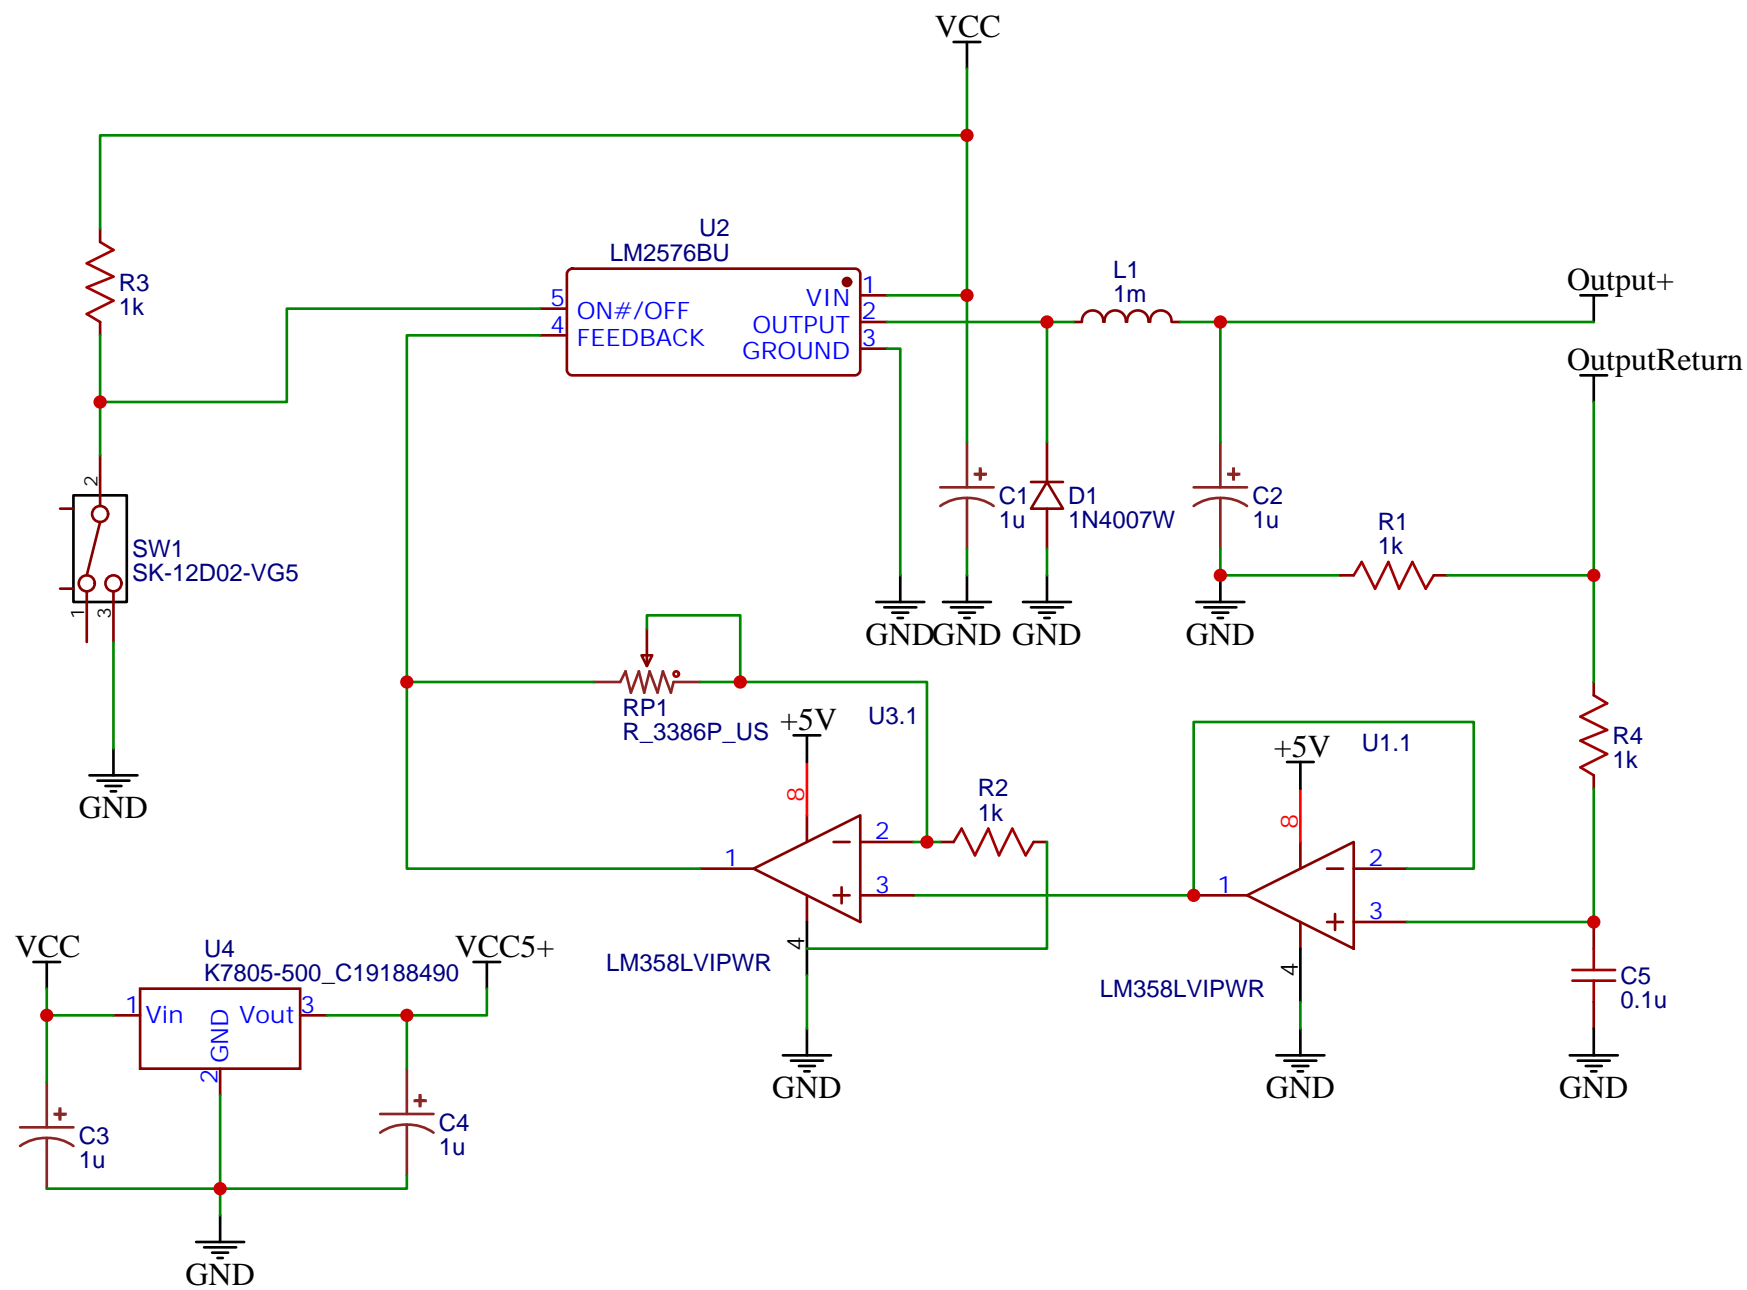 VCC
U2
LM2576BU
R3
1k
5
ON#/OFF
4
FEEDBACK
VIN
1
OUTPUT
2
GROUND
3
L1
1m
Output+
OutputReturn
2
SW1
SK-12D02-VG5
1
3
GND
C1
1u
D1
1N4007W
C2
1u
R1
1k
GND
GND
GND
GND
RP1
R_3386P_US
+5V
U3.1
8
R2
1k
2
1
3
4
LM358LVIPWR
GND
+5V
U1.1
8
R4
1k
2
1
3
4
LM358LVIPWR
GND
C5
0.1u
GND
VCC
U4
K7805-500_C19188490
VCC5+
1
Vin
GND
Vout
3
2
C3
1u
C4
1u
GND